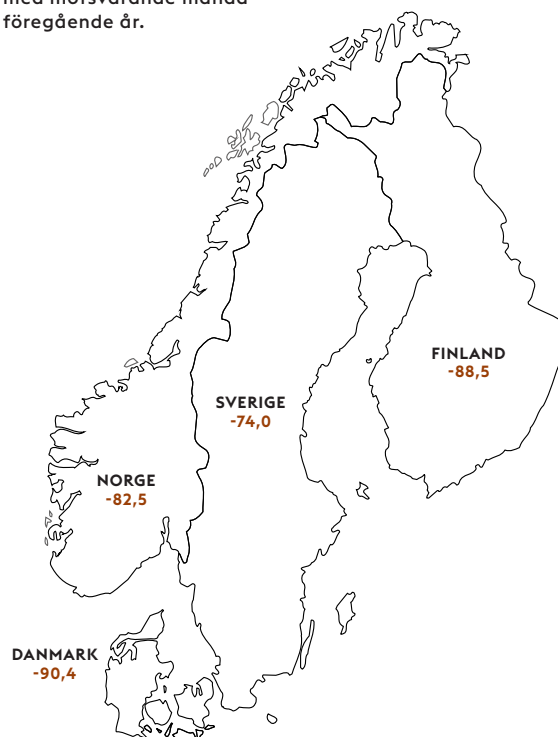 föregående år.
FINLAND
-88,5
SVERIGE
-74,0
NORGE
-82,5
DANMARK
-90,4